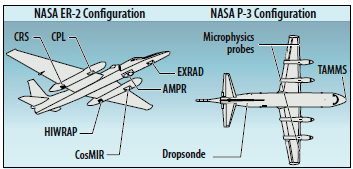 NASA ER-2 Configuration
NASA P-3 Configuration
CRS
CPL
EXRAD
AMPR
HIWRAP
CosMIR
Microphysics
probes
TAMMS
Dropsonde